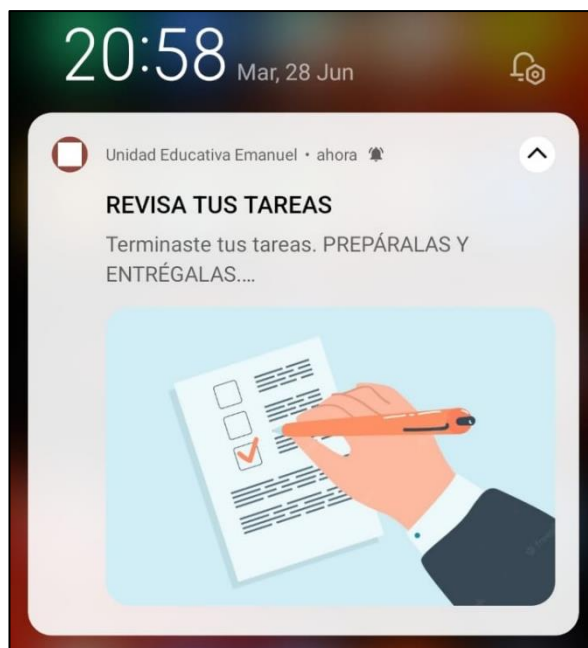 20:58 Mar, 28 Jun
Unidad Educativa Emanuel • ahora
REVISA TUS TAREAS
Terminaste tus tareas. PREPÁRALAS Y
ENTRÉGALAS....